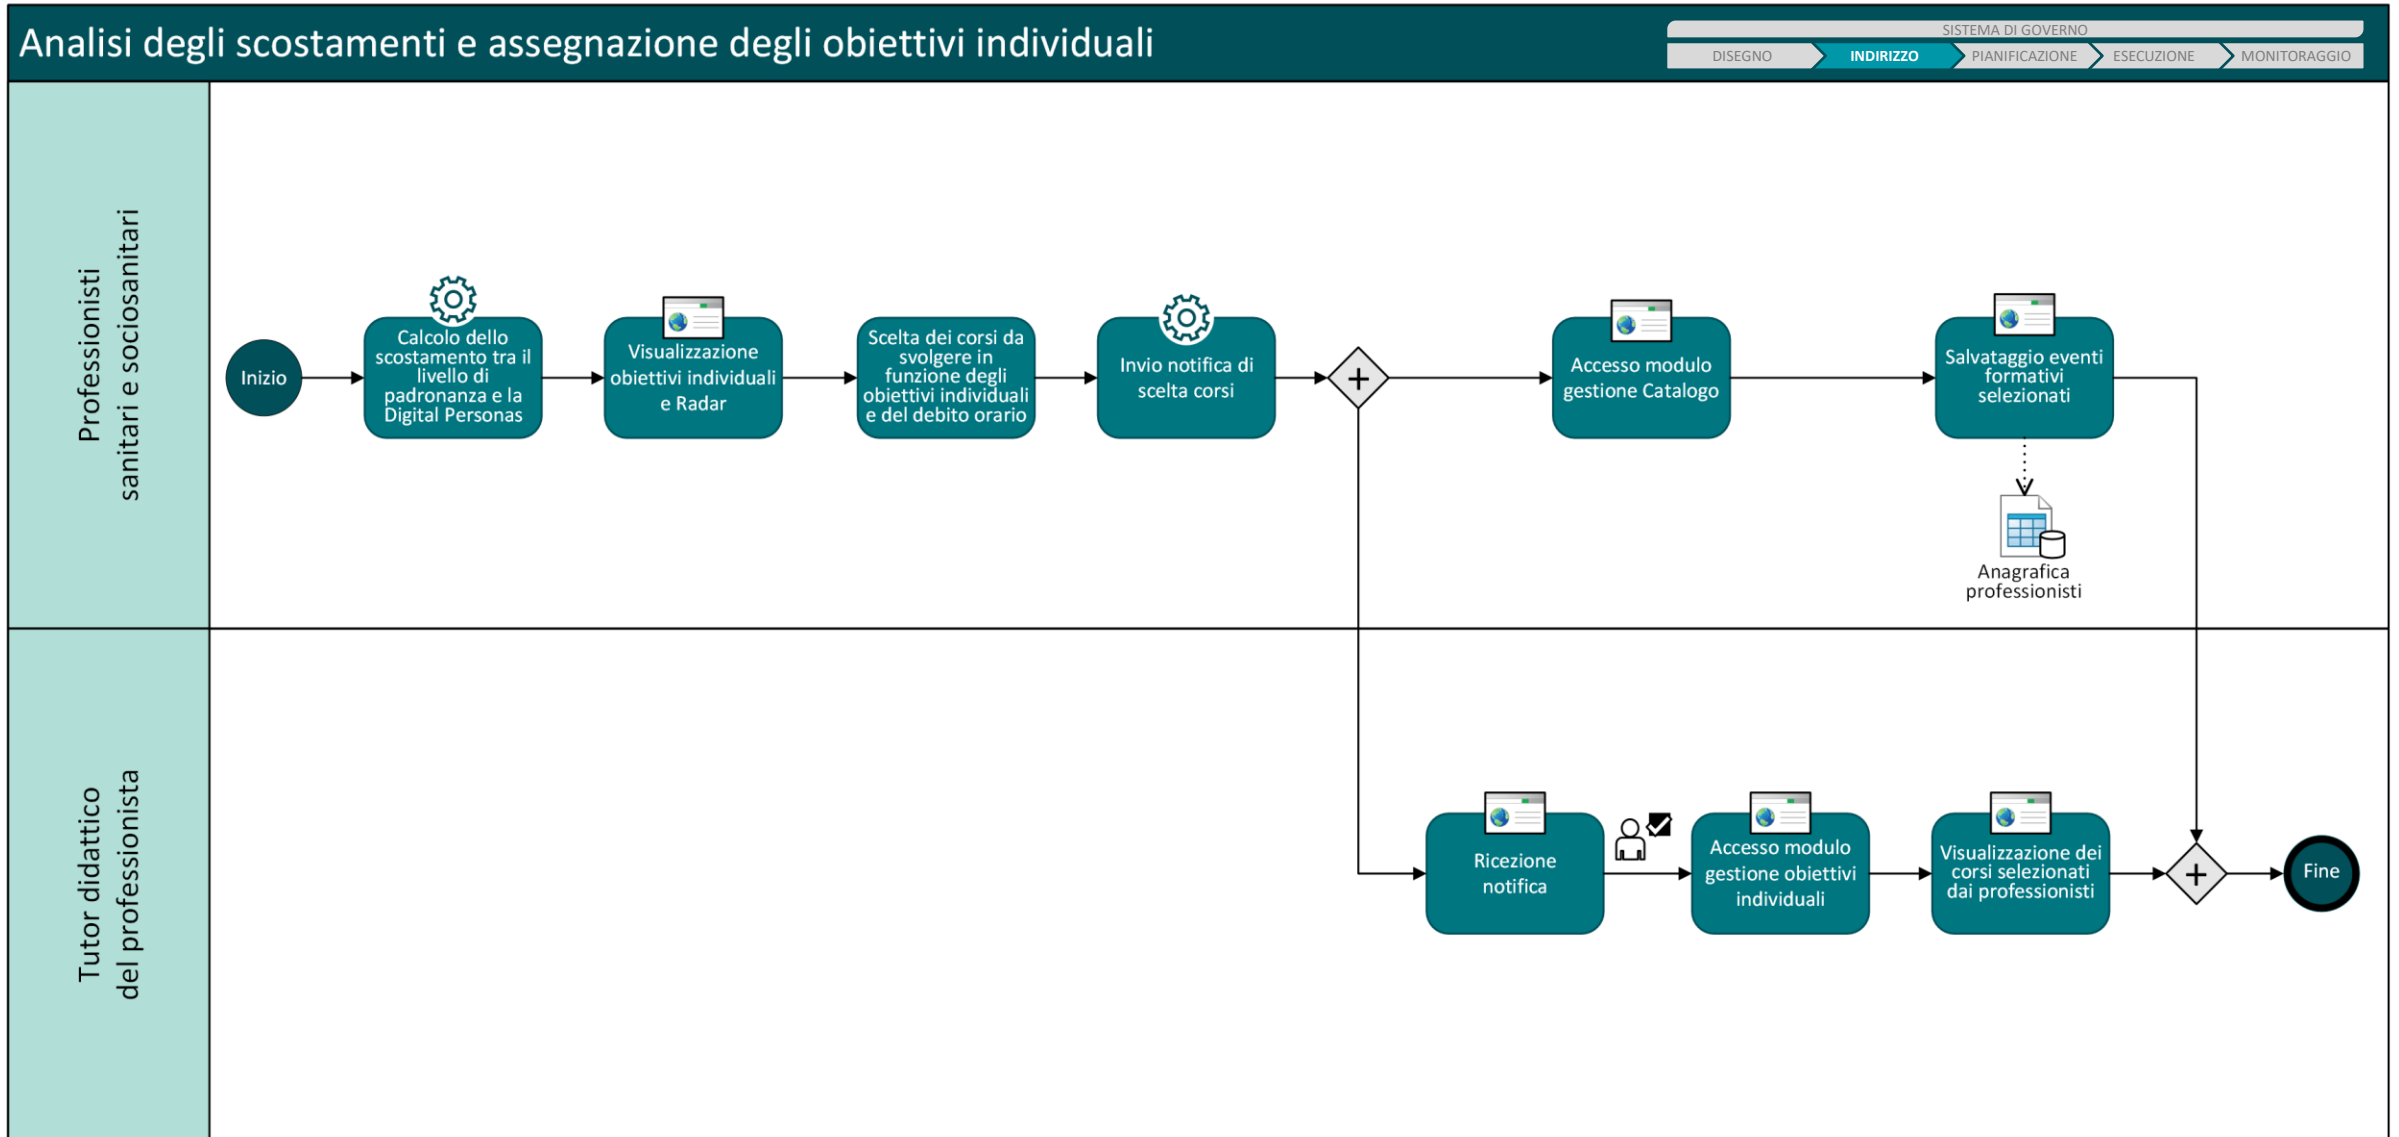 Analisi degli scostamenti e assegnazione degli obiettivi individuali
SISTEMA DI GOVERNO
DISEGNO
INDIRIZZO
PIANIFICAZIONE
ESECUZIONE
MONITORAGGIO
Professionisti
sanitari e sociosanitari
Inizio
Calcolo dello
scostamento tra il
livello di
padronanza e la
Digital Personas
Visualizzazione
obiettivi individuali
e Radar
Scelta dei corsi da
svolgere in
funzione degli
obiettivi individuali
e del debito orario
Invio notifica di
scelta corsi
+
Accesso modulo
gestione Catalogo
Salvataggio eventi
formativi
selezionati
Anagrafica
professionisti
Tutor didattico
del professionista
Ricezione
notifica
Accesso modulo
gestione obiettivi
individuali
Visualizzazione dei
corsi selezionati
dai professionisti
+
Fine